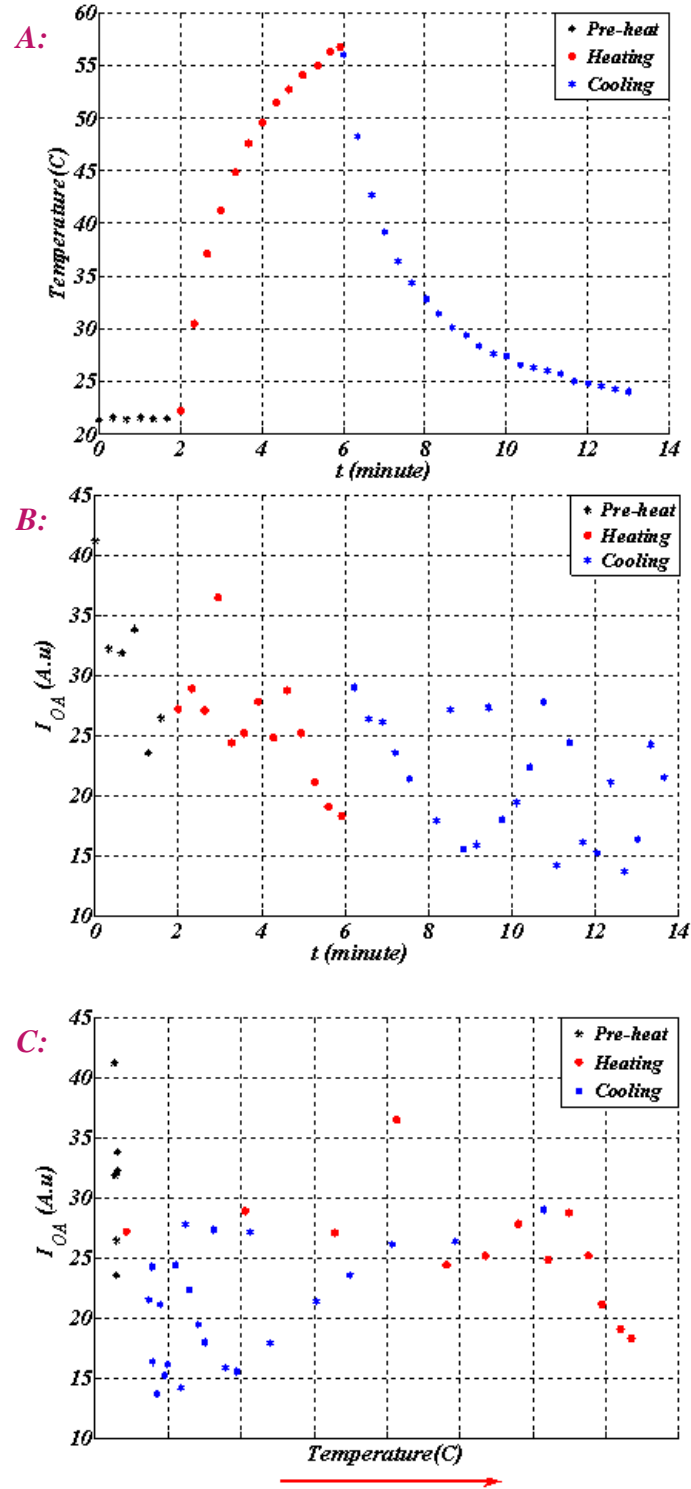 A:
Temperature(C)
60
55
50
45
40
35
30
25
20
0 2 4 6 8 10 12 14
t (minute)
Pre-heat
Heating
Cooling
B:
I_OA (A.u)
45
40
35
30
25
20
15
10
0 2 4 6 8 10 12 14
t (minute)
Pre-heat
Heating
Cooling
C:
I_OA (A.u)
45
40
35
30
25
20
15
10
Temperature(C)
Pre-heat
Heating
Cooling